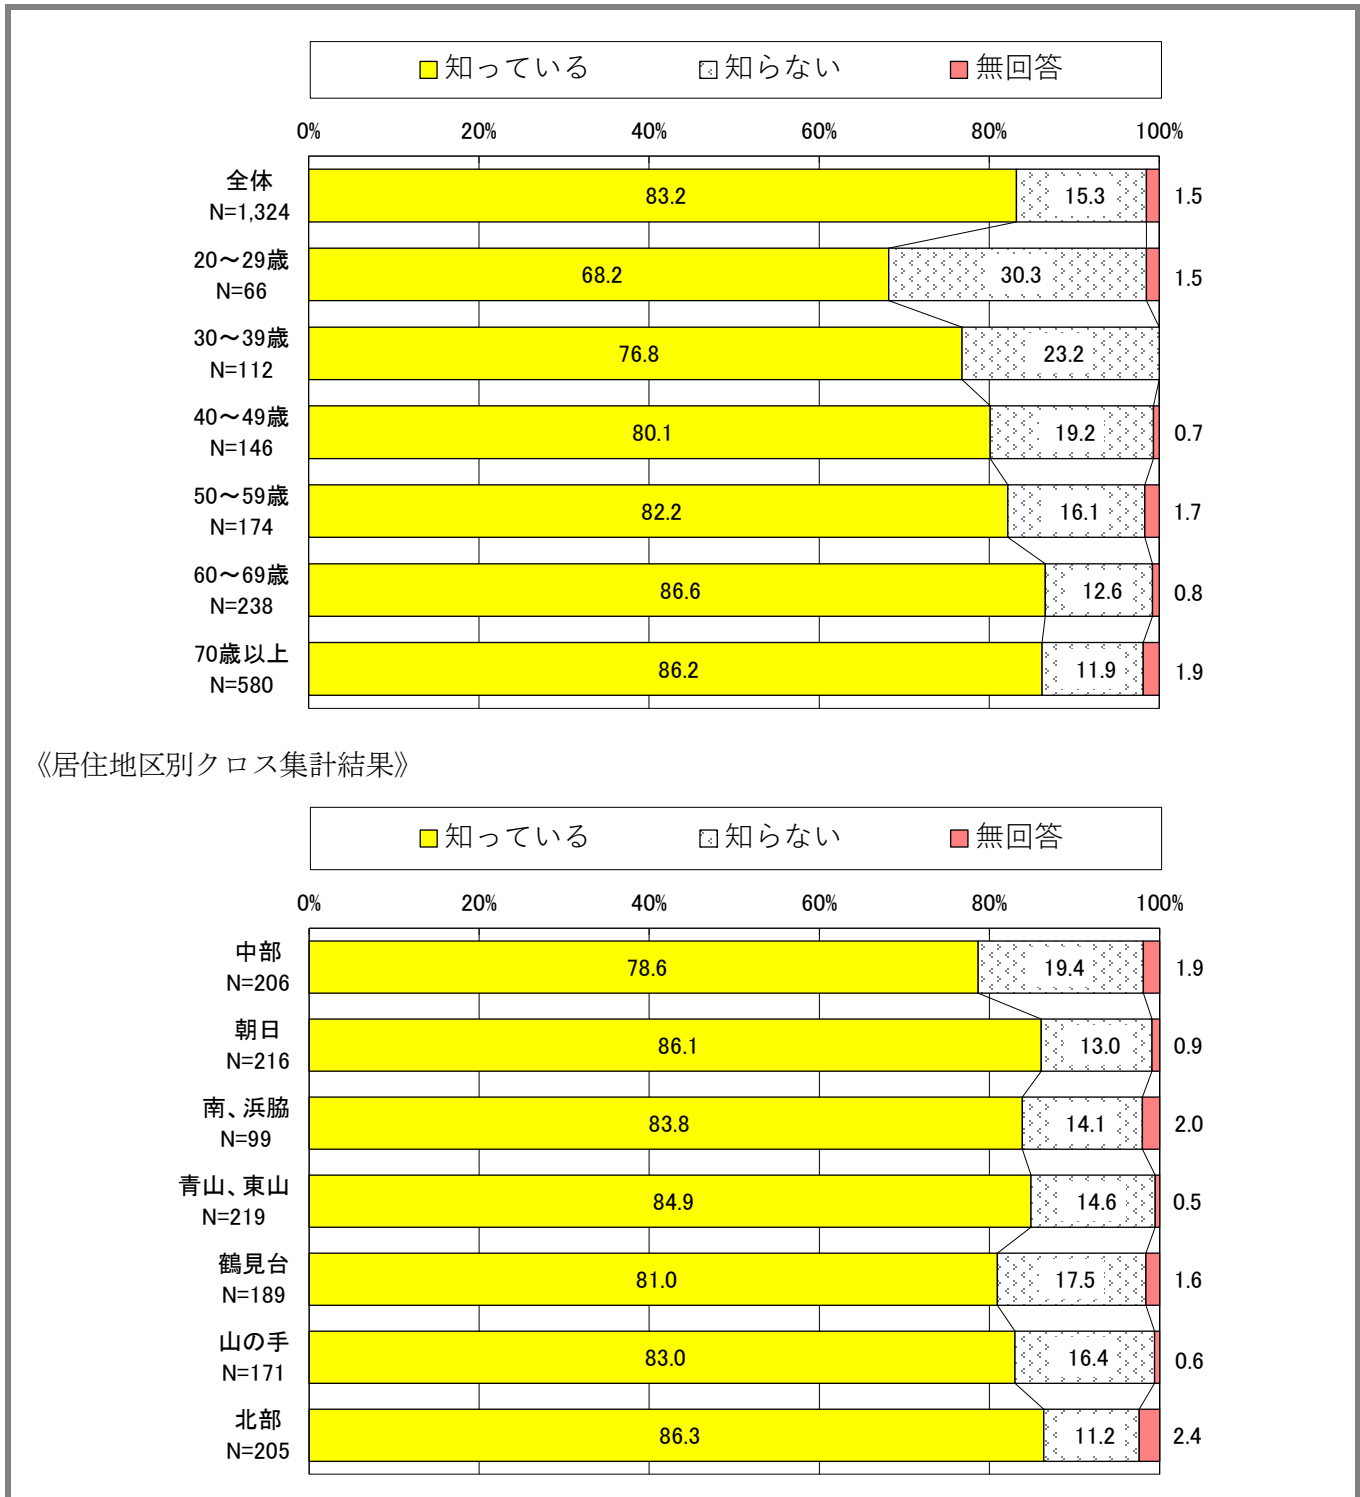 知っている 知らない 無回答
0% 20% 40% 60% 80% 100%
全体
N=1,324
83.2 15.3 1.5
20～29歳
N=66
68.2 30.3 1.5
30～39歳
N=112
76.8 23.2
40～49歳
N=146
80.1 19.2 0.7
50～59歳
N=174
82.2 16.1 1.7
60～69歳
N=238
86.6 12.6 0.8
70歳以上
N=580
86.2 11.9 1.9
《居住地区別クロス集計結果》
知っている 知らない 無回答
0% 20% 40% 60% 80% 100%
中部
N=206
78.6 19.4 1.9
朝日
N=216
86.1 13.0 0.9
南、浜脇
N=99
83.8 14.1 2.0
青山、東山
N=219
84.9 14.6 0.5
鶴見台
N=189
81.0 17.5 1.6
山の手
N=171
83.0 16.4 0.6
北部
N=205
86.3 11.2 2.4